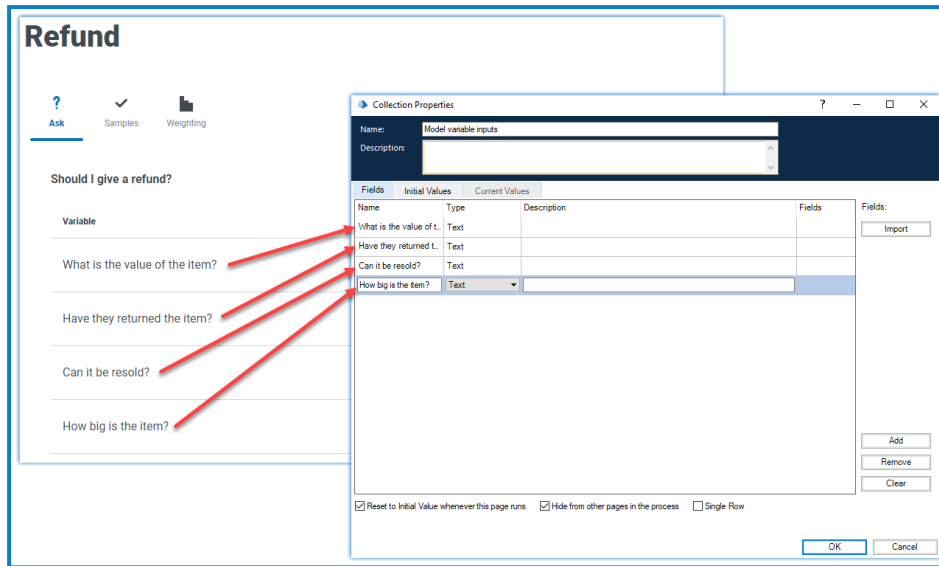 Refund
?
Ask
Samples
Weighting
Should I give a refund?
Variable
What is the value of the item?
Have they returned the item?
Can it be resold?
How big is the item?
Collection Properties
?
Name:
Model variable inputs
Description:
Fields
Initial Values
Current Values
Name Type Description Fields
What is the value of t..
Text
Have they returned t..
Text
Can it be resold?
Text
How big is the item?
Text
Fields:
Import
Add
Remove
Clear
Reset to Initial Value whenever this page runs
Hide from other pages in the process
Single Row
OK
Cancel